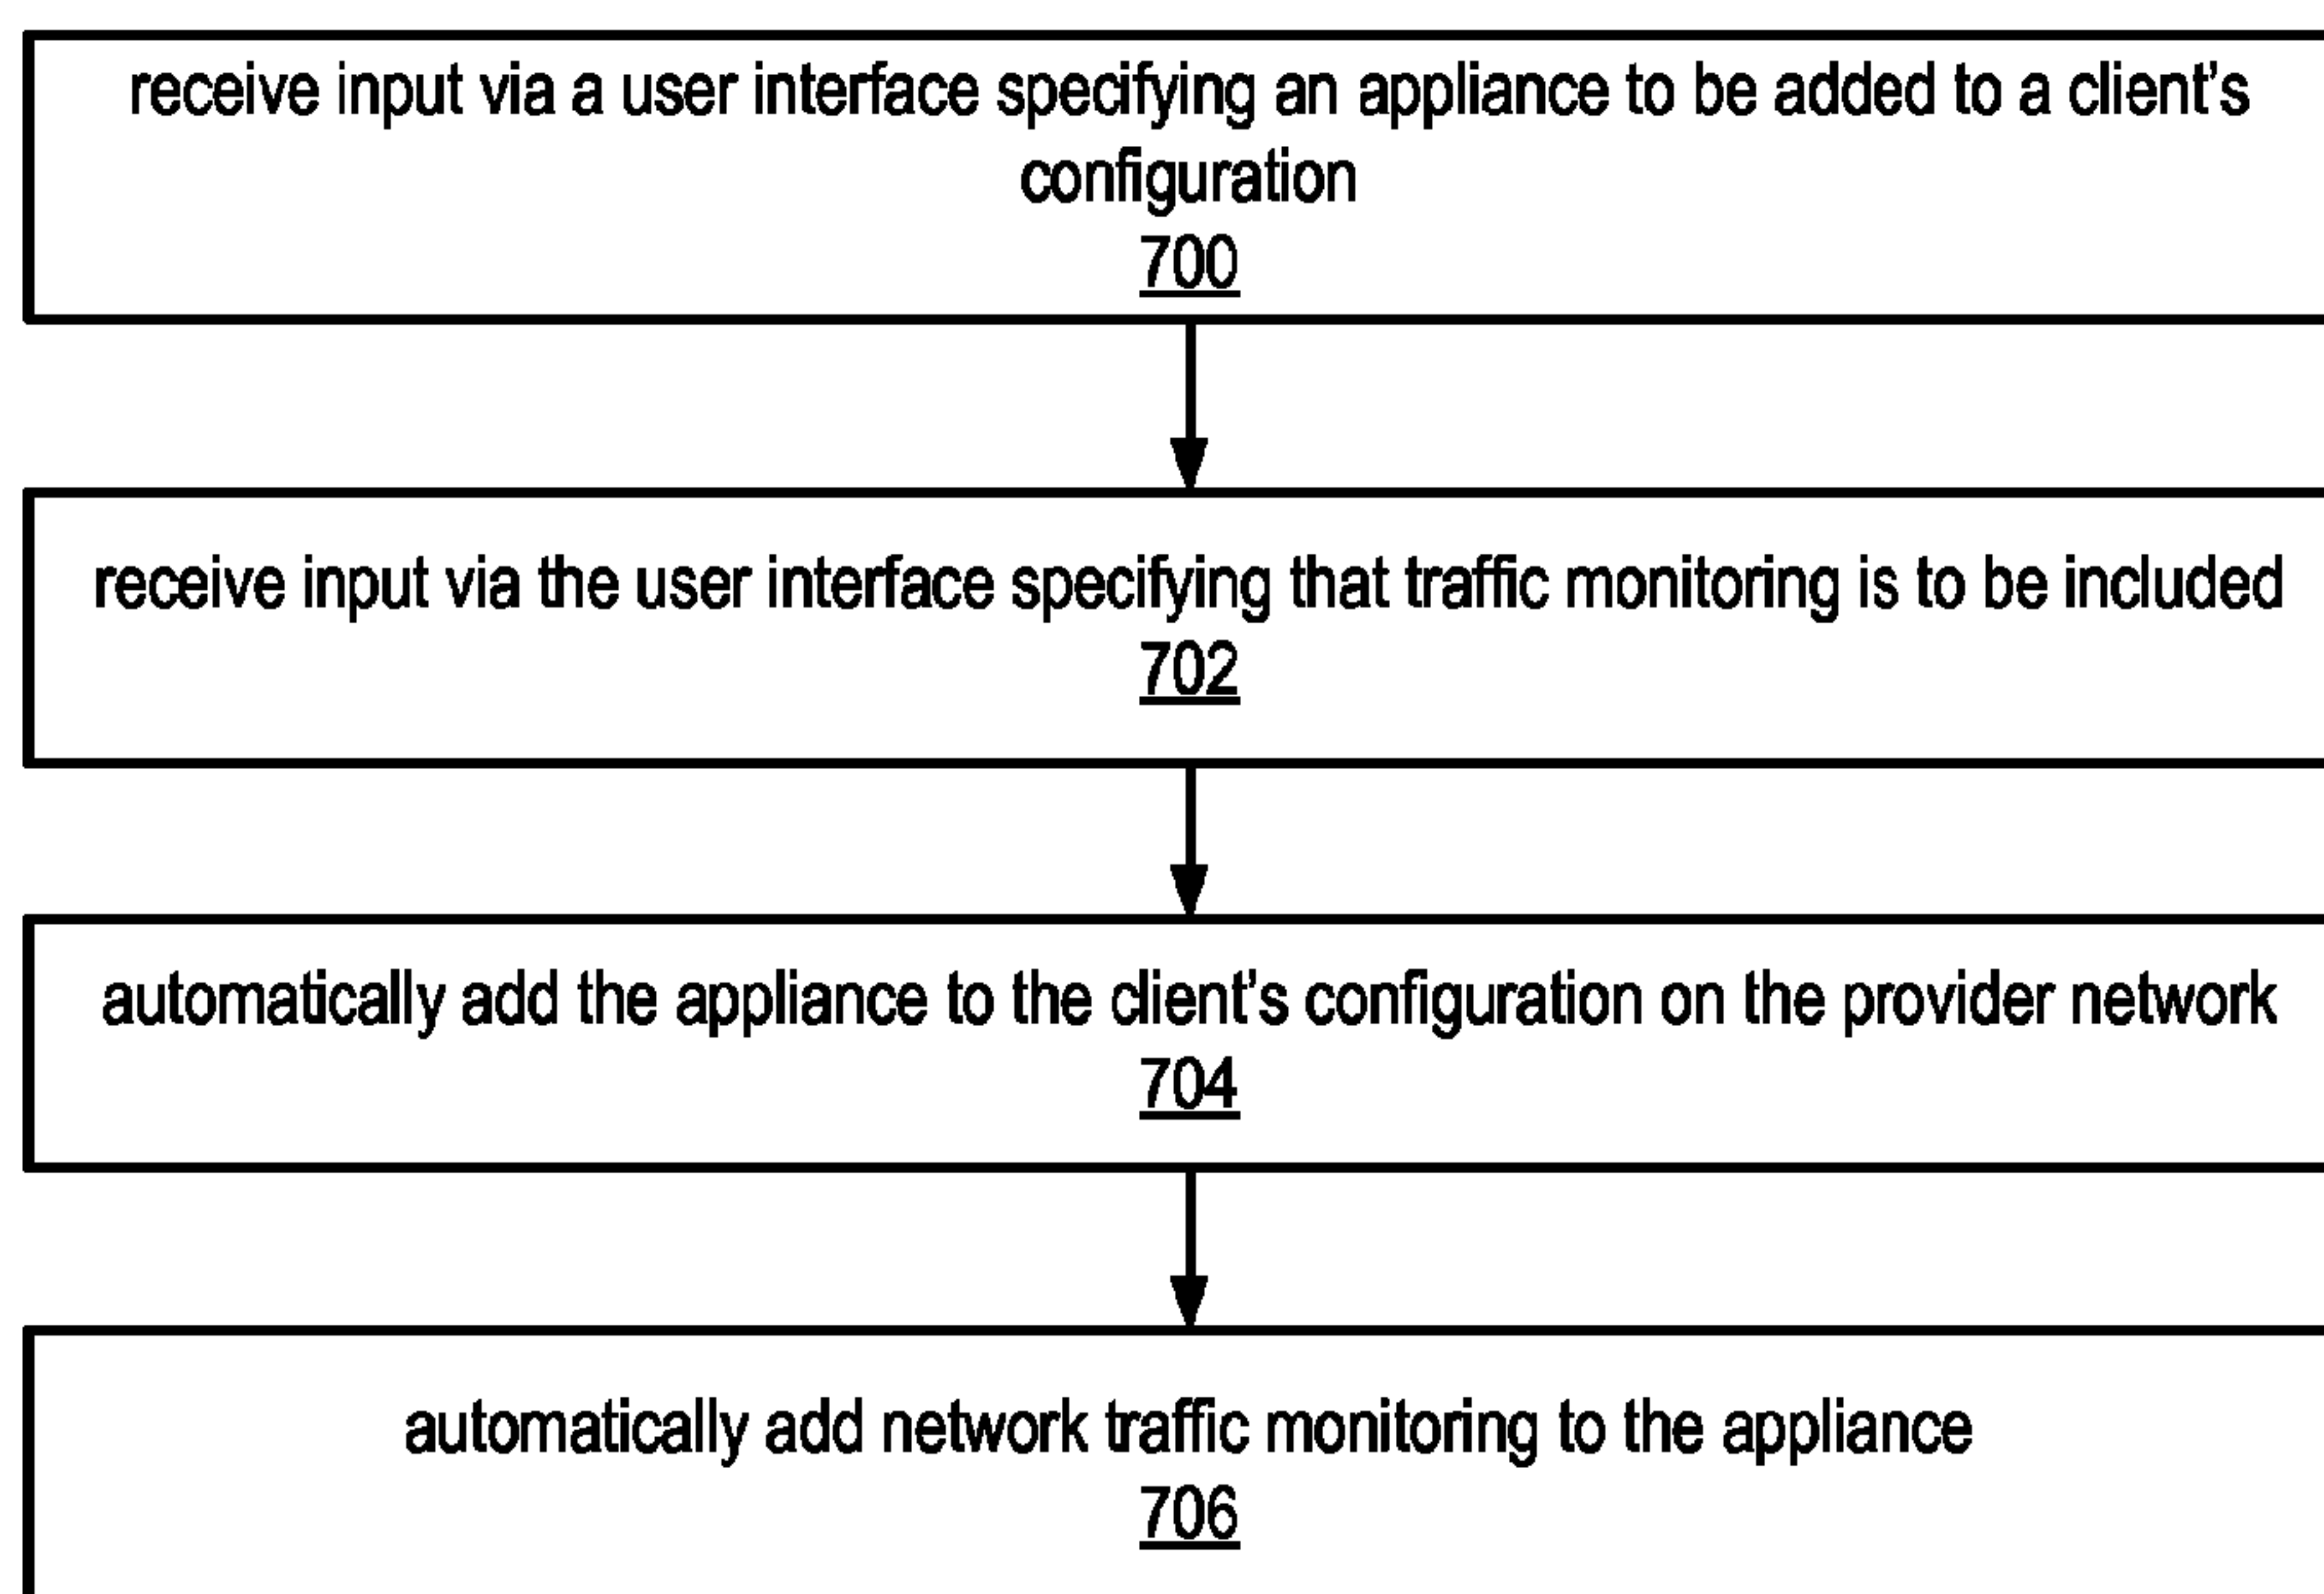 receive input via a user interface specifying an appliance to be added to a client's
configuration
700
receive input via the user interface specifying that traffic monitoring is to be included
702
automatically add the appliance to the client's configuration on the provider network
704
automatically add network traffic monitoring to the appliance
706